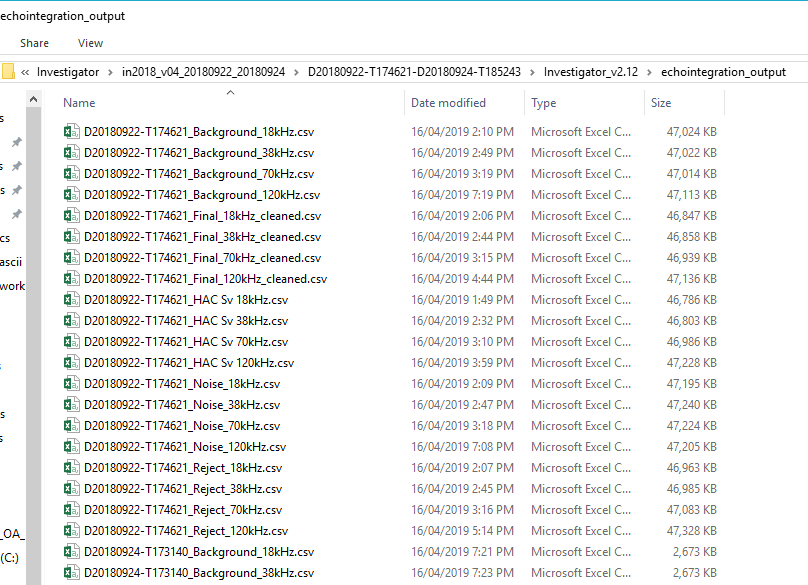 echointegration_output
Share View
« Investigator > in2018_v04_20180922_20180924 > D20180922-T174621-D20180924-T185243 > Investigator_v2.12 > echointegration_output
Name Date modified Type Size
D20180922-T174621_Background_18kHz.csv 16/04/2019 2:10 PM Microsoft Excel C... 47,024 KB
D20180922-T174621_Background_38kHz.csv 16/04/2019 2:49 PM Microsoft Excel C... 47,022 KB
D20180922-T174621_Background_70kHz.csv 16/04/2019 3:19 PM Microsoft Excel C... 47,014 KB
D20180922-T174621_Background_120kHz.csv 16/04/2019 7:19 PM Microsoft Excel C... 47,113 KB
D20180922-T174621_Final_18kHz_cleaned.csv 16/04/2019 2:06 PM Microsoft Excel C... 46,847 KB
D20180922-T174621_Final_38kHz_cleaned.csv 16/04/2019 2:44 PM Microsoft Excel C... 46,858 KB
D20180922-T174621_Final_70kHz_cleaned.csv 16/04/2019 3:15 PM Microsoft Excel C... 46,939 KB
D20180922-T174621_Final_120kHz_cleaned.csv 16/04/2019 4:44 PM Microsoft Excel C... 47,136 KB
D20180922-T174621_HAC Sv 18kHz.csv 16/04/2019 1:49 PM Microsoft Excel C... 46,786 KB
D20180922-T174621_HAC Sv 38kHz.csv 16/04/2019 2:32 PM Microsoft Excel C... 46,803 KB
D20180922-T174621_HAC Sv 70kHz.csv 16/04/2019 3:10 PM Microsoft Excel C... 46,986 KB
D20180922-T174621_HAC Sv 120kHz.csv 16/04/2019 3:59 PM Microsoft Excel C... 47,228 KB
D20180922-T174621_Noise_18kHz.csv 16/04/2019 2:09 PM Microsoft Excel C... 47,195 KB
D20180922-T174621_Noise_38kHz.csv 16/04/2019 2:47 PM Microsoft Excel C... 47,240 KB
D20180922-T174621_Noise_70kHz.csv 16/04/2019 3:18 PM Microsoft Excel C... 47,224 KB
D20180922-T174621_Noise_120kHz.csv 16/04/2019 7:08 PM Microsoft Excel C... 47,205 KB
D20180922-T174621_Reject_18kHz.csv 16/04/2019 2:07 PM Microsoft Excel C... 46,963 KB
D20180922-T174621_Reject_38kHz.csv 16/04/2019 2:45 PM Microsoft Excel C... 46,985 KB
D20180922-T174621_Reject_70kHz.csv 16/04/2019 3:16 PM Microsoft Excel C... 47,083 KB
D20180922-T174621_Reject_120kHz.csv 16/04/2019 5:14 PM Microsoft Excel C... 47,328 KB
D20180924-T173140_Background_18kHz.csv 16/04/2019 7:21 PM Microsoft Excel C... 2,673 KB
D20180924-T173140_Background_38kHz.csv 16/04/2019 7:23 PM Microsoft Excel C... 2,673 KB
s
s
s
cs
ascii
work
s
s
_OA_
(C:)